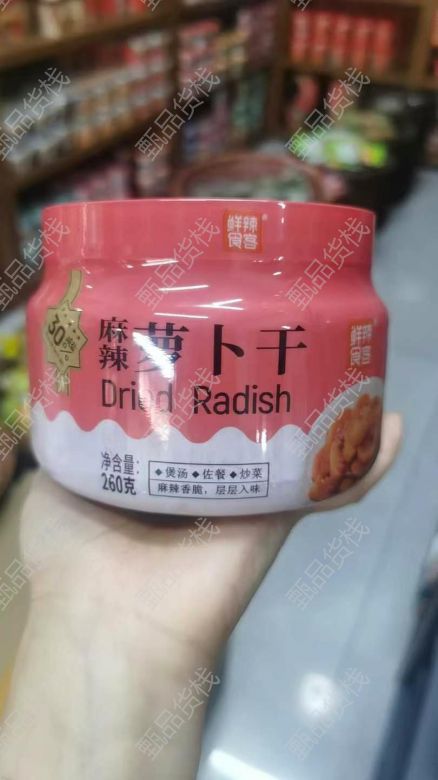 鲜辣®
食客
30
麻辣
萝卜干
鲜辣
食客
Dried Radish
净含量:
260克
◆煲汤◆佐餐◆炒菜
麻辣香脆,层层入味
甄品货栈